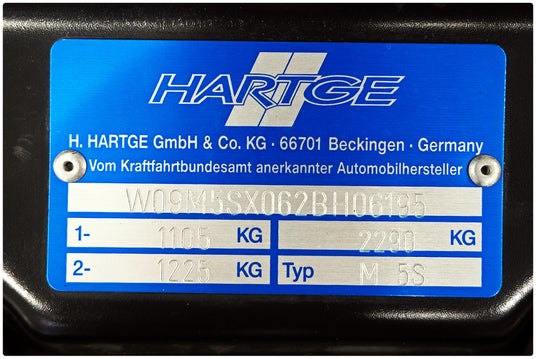 HARTGE
H. HARTGE GmbH & Co. KG · 66701 Beckingen · Germany
Vom Kraftfahrtbundesamt anerkannter Automobilhersteller
W09M5SX062BH06195
1- 1105 KG 2290 KG
2- 1225 KG Typ M 5S